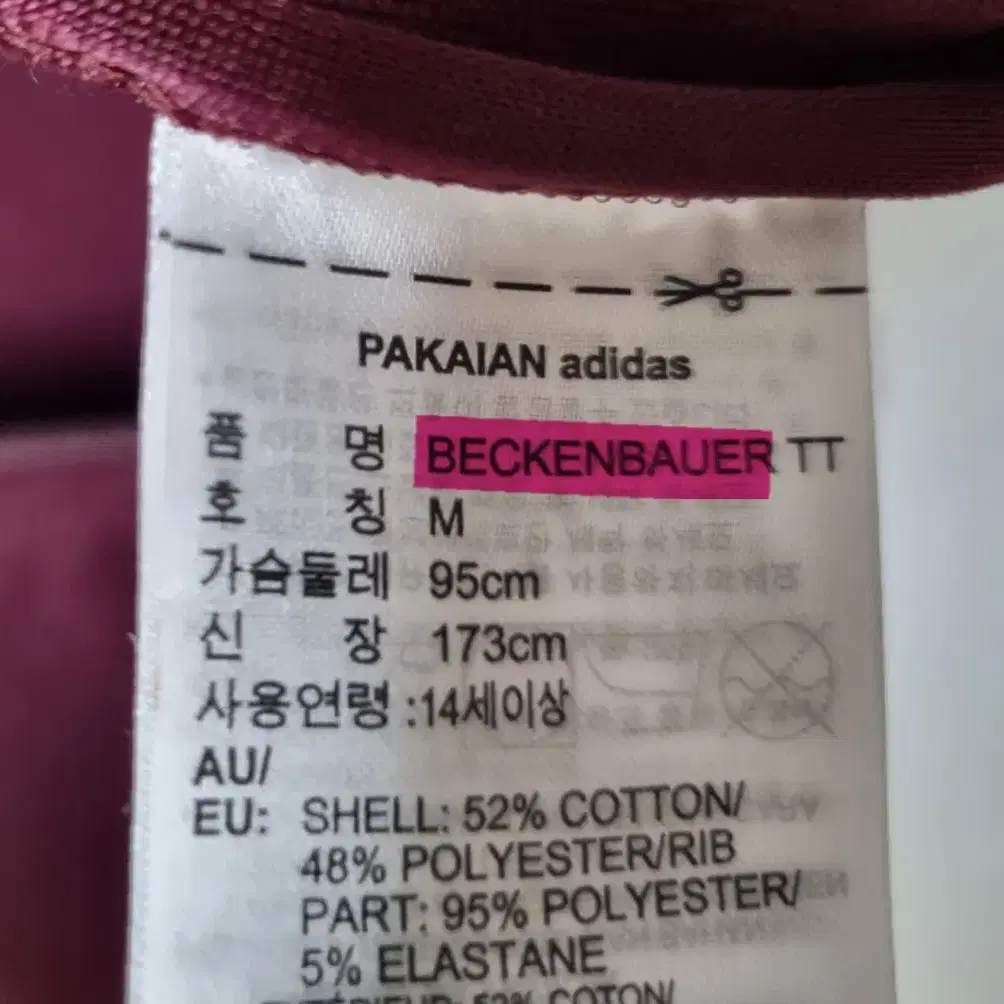 PAKAIAN adidas
품 명 BECKENBAUER TT
호 칭 M
가슴둘레 95cm
신 장 173cm
사용연령 :14세이상
AU/
EU: SHELL: 52% COTTON/
48% POLYESTER/RIB
PART: 95% POLYESTER/
5% ELASTANE
52% COTON/